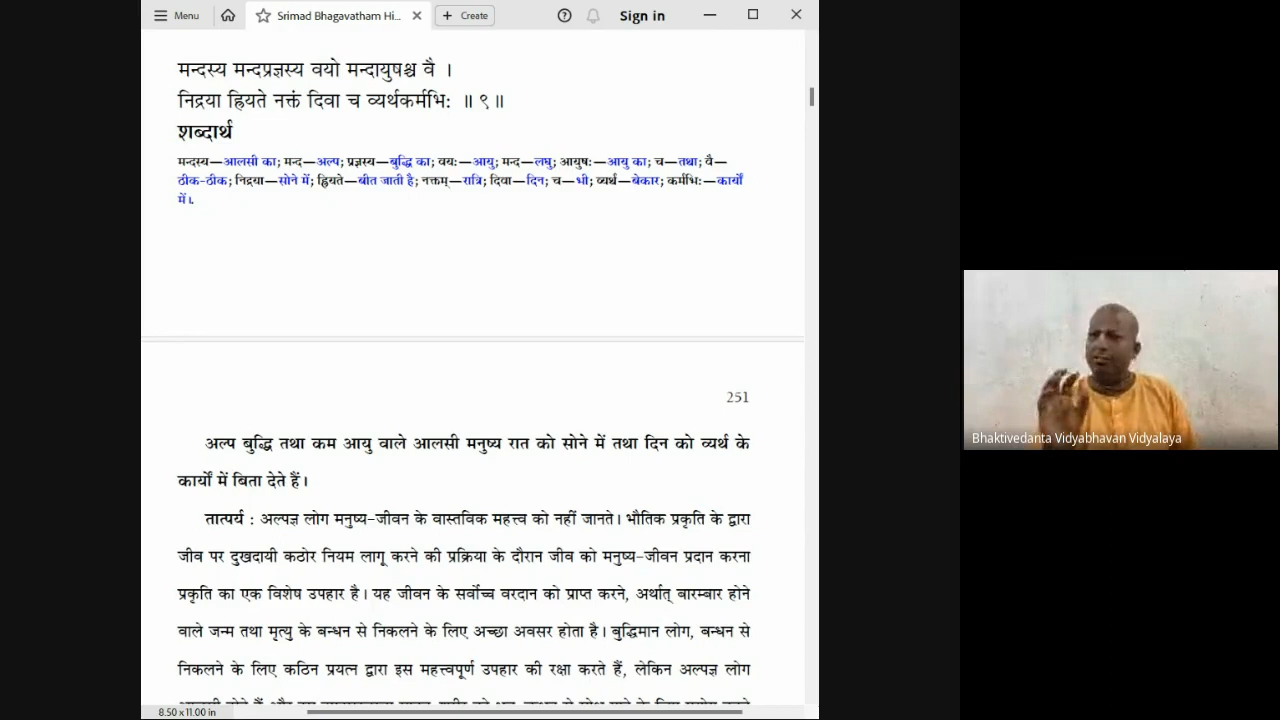 Menu
Srimad Bhagavatham Hi...
Create
Sign in
मन्दस्य मन्दप्रज्ञस्य वयो मन्दायुषश्च वै ।
निद्रया ह्रियते नक्तं दिवा च व्यर्थकर्मभि: ॥ ९॥
शब्दार्थ
मन्दस्य—आलसी का; मन्द—अल्प; प्रज्ञस्य—बुद्धि का; वय:—आयु; मन्द—लघु; आयुष:—आयु का; च—तथा; वै—
ठीक-ठीक; निद्रया—सोने में; ह्रियते—बीत जाती है; नक्तम्—रात्रि; दिवा—दिन; च—भी; व्यर्थ—बेकार; कर्मभि:—कार्यों
में।.
251
अल्प बुद्धि तथा कम आयु वाले आलसी मनुष्य रात को सोने में तथा दिन को व्यर्थ के
कार्यों में बिता देते हैं।
तात्पर्य : अल्पज्ञ लोग मनुष्य-जीवन के वास्तविक महत्त्व को नहीं जानते। भौतिक प्रकृति के द्वारा
जीव पर दुखदायी कठोर नियम लागू करने की प्रक्रिया के दौरान जीव को मनुष्य-जीवन प्रदान करना
प्रकृति का एक विशेष उपहार है। यह जीवन के सर्वोच्च वरदान को प्राप्त करने, अर्थात् बारम्बार होने
वाले जन्म तथा मृत्यु के बन्धन से निकलने के लिए अच्छा अवसर होता है। बुद्धिमान लोग, बन्धन से
निकलने के लिए कठिन प्रयत्न द्वारा इस महत्त्वपूर्ण उपहार की रक्षा करते हैं, लेकिन अल्पज्ञ लोग
8.50 x 11.00 in
Bhaktivedanta Vidyabhavan Vidyalaya